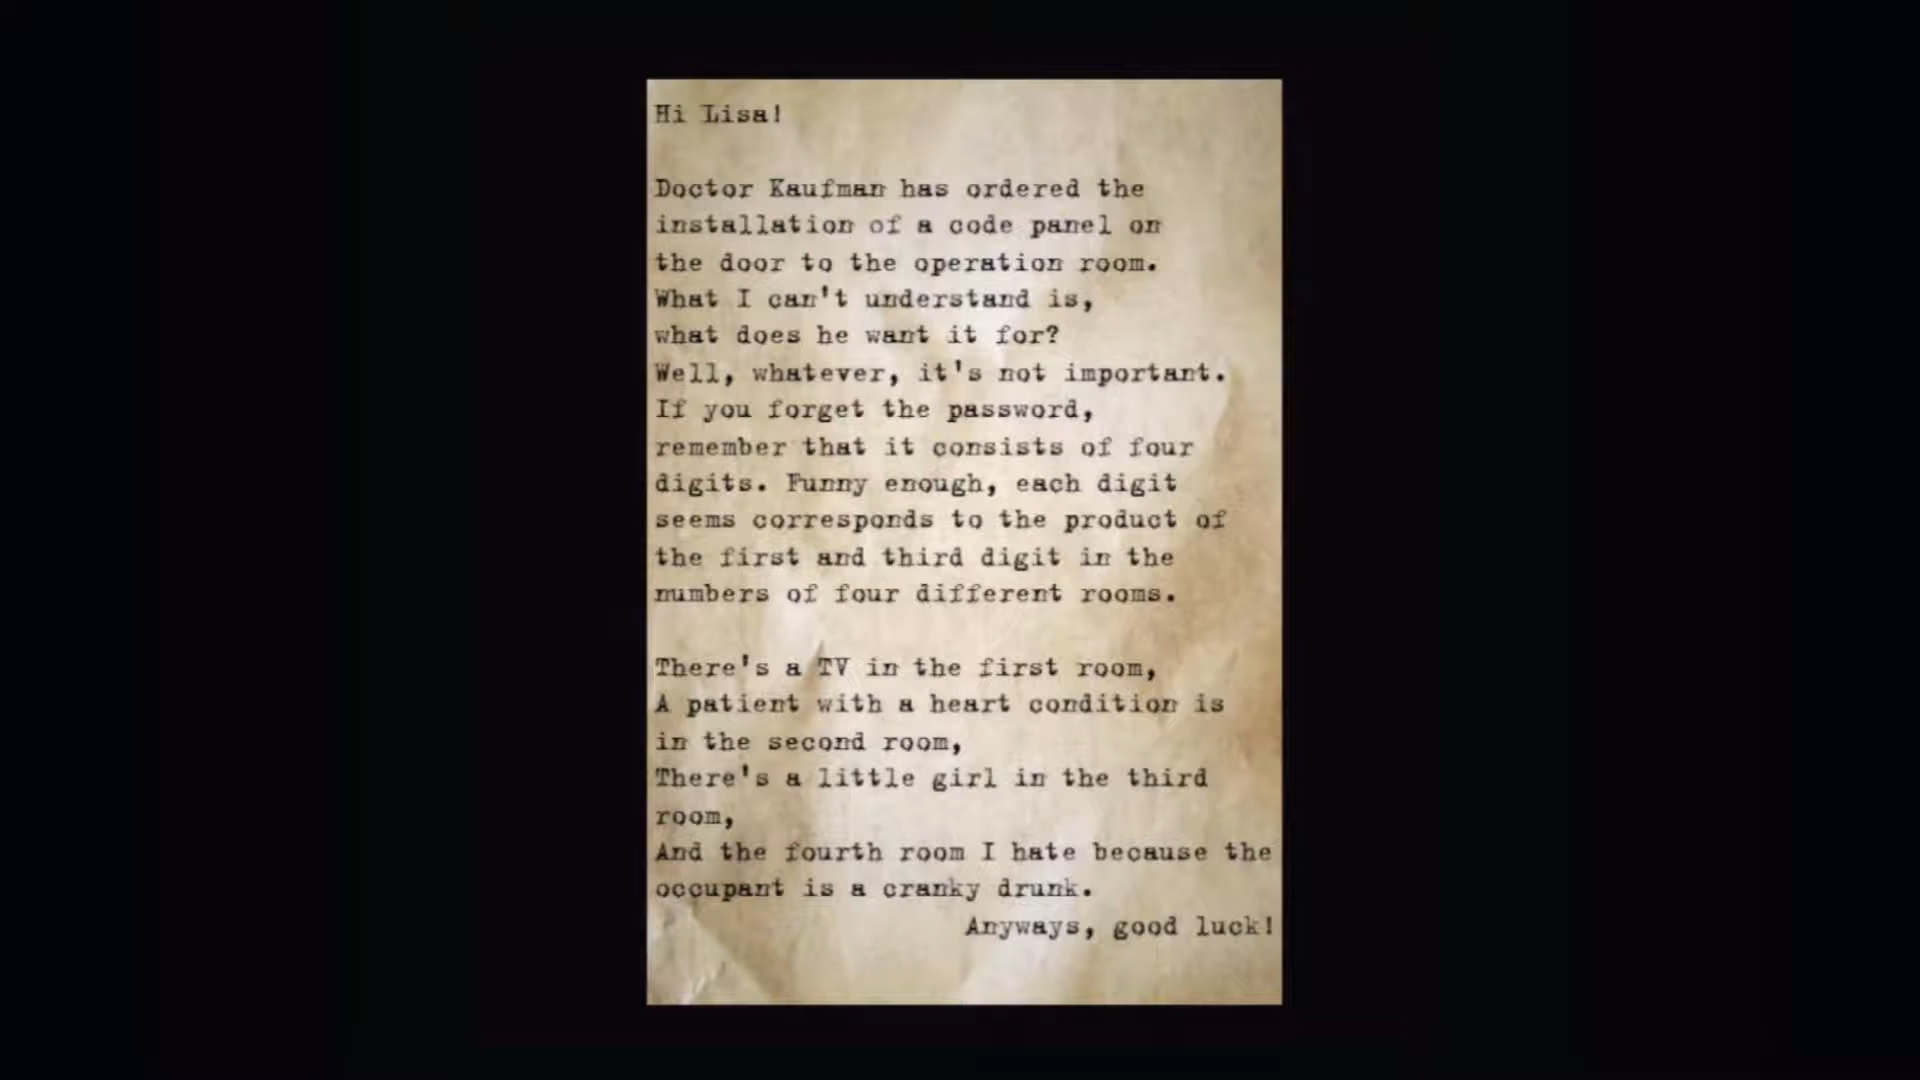 Hi Lisa!
Doctor Kaufman has ordered the
installation of a code panel on
the door to the operation room.
What I can't understand is,
what does he want it for?
Well, whatever, it's not important.
If you forget the password,
remember that it consists of four
digits. Funny enough, each digit
seems corresponds to the product of
the first and third digit in the
numbers of four different rooms.
There's a TV in the first room,
A patient with a heart condition is
in the second room,
There's a little girl in the third
room,
And the fourth room I hate because the
occupant is a cranky drunk.
Anyways, good luck!